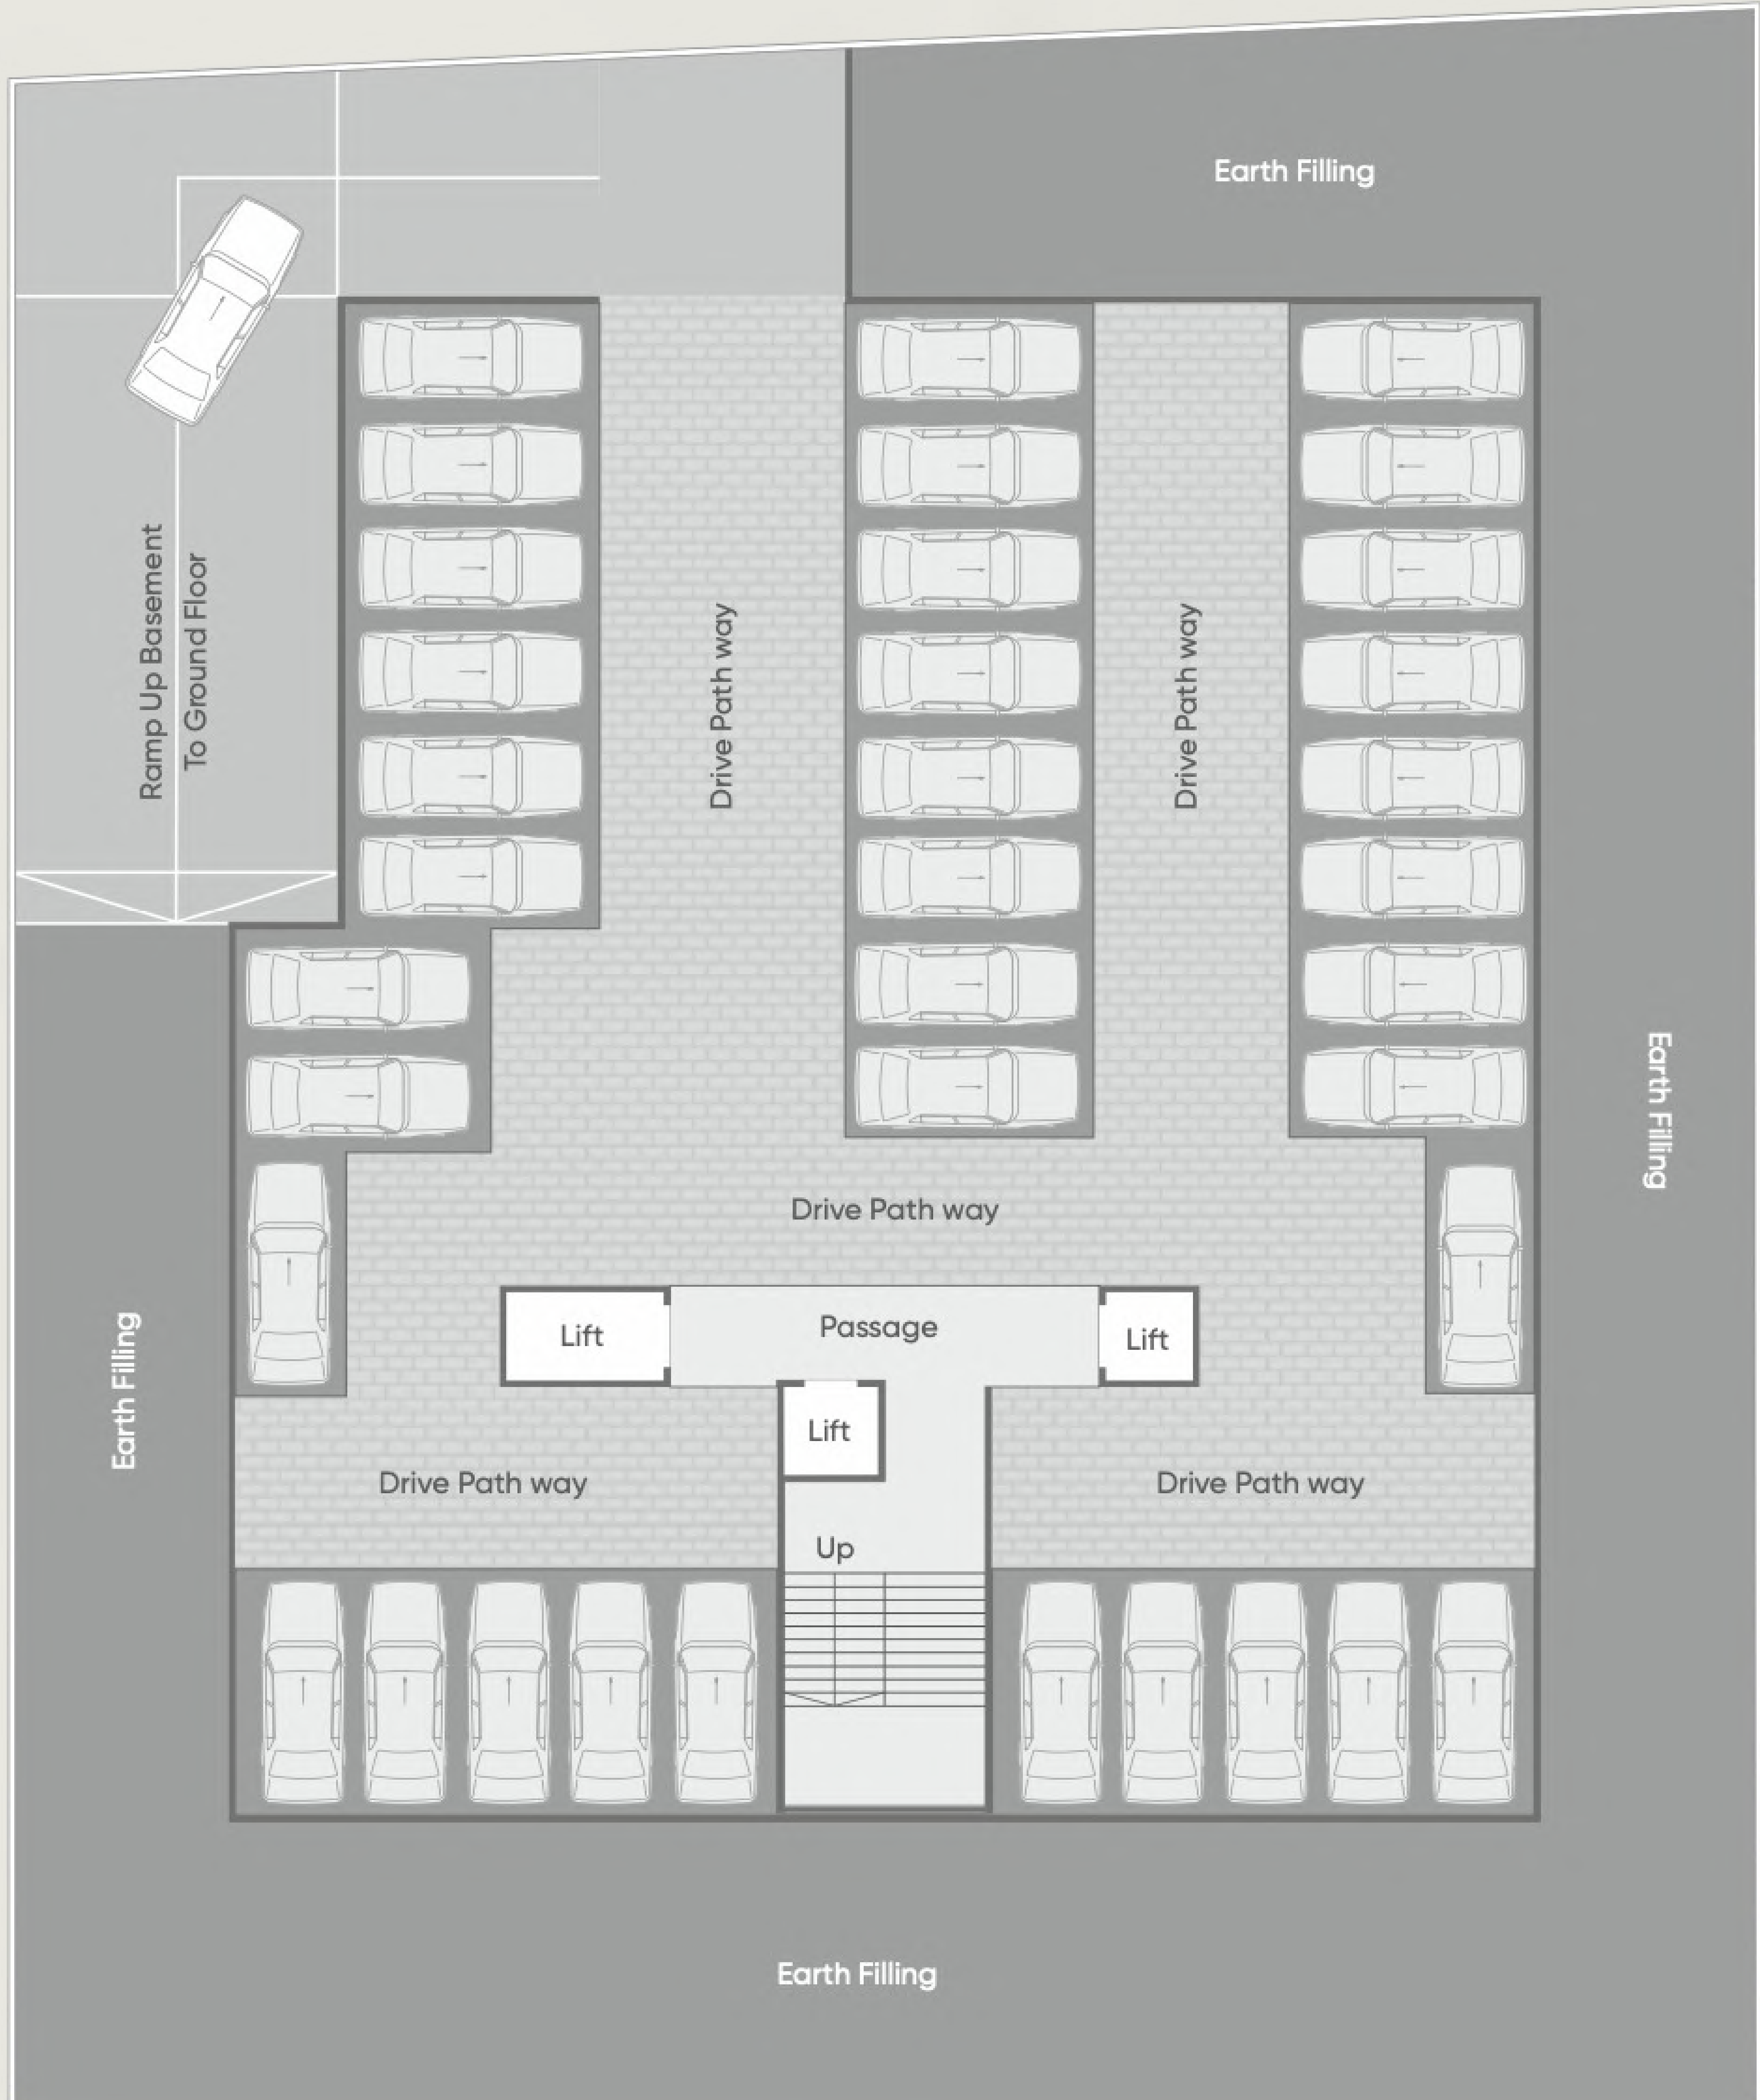 Earth Filling
Ramp Up Basement
To Ground Floor
Drive Path way
Drive Path way
Earth Filling
Drive Path way
Earth Filling
Lift
Passage
Lift
Lift
Drive Path way
Drive Path way
Up
Earth Filling